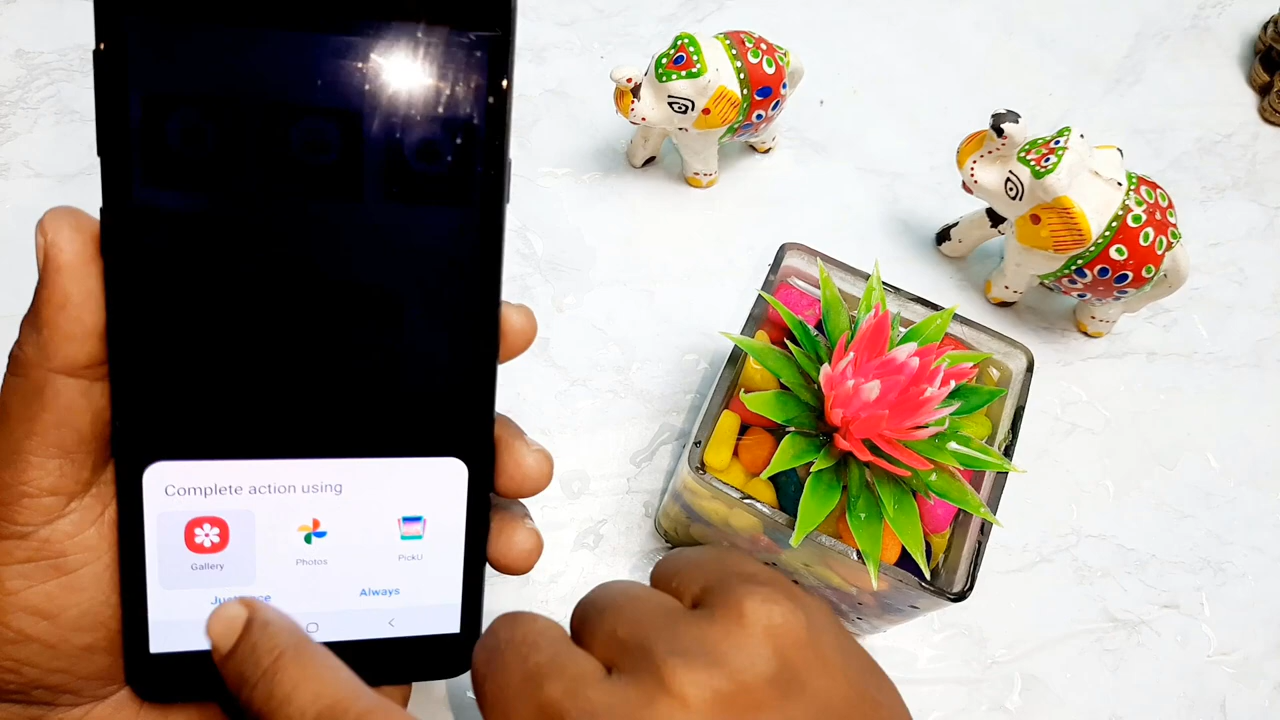 Complete action using
Gallery
Photos
PickU
Always